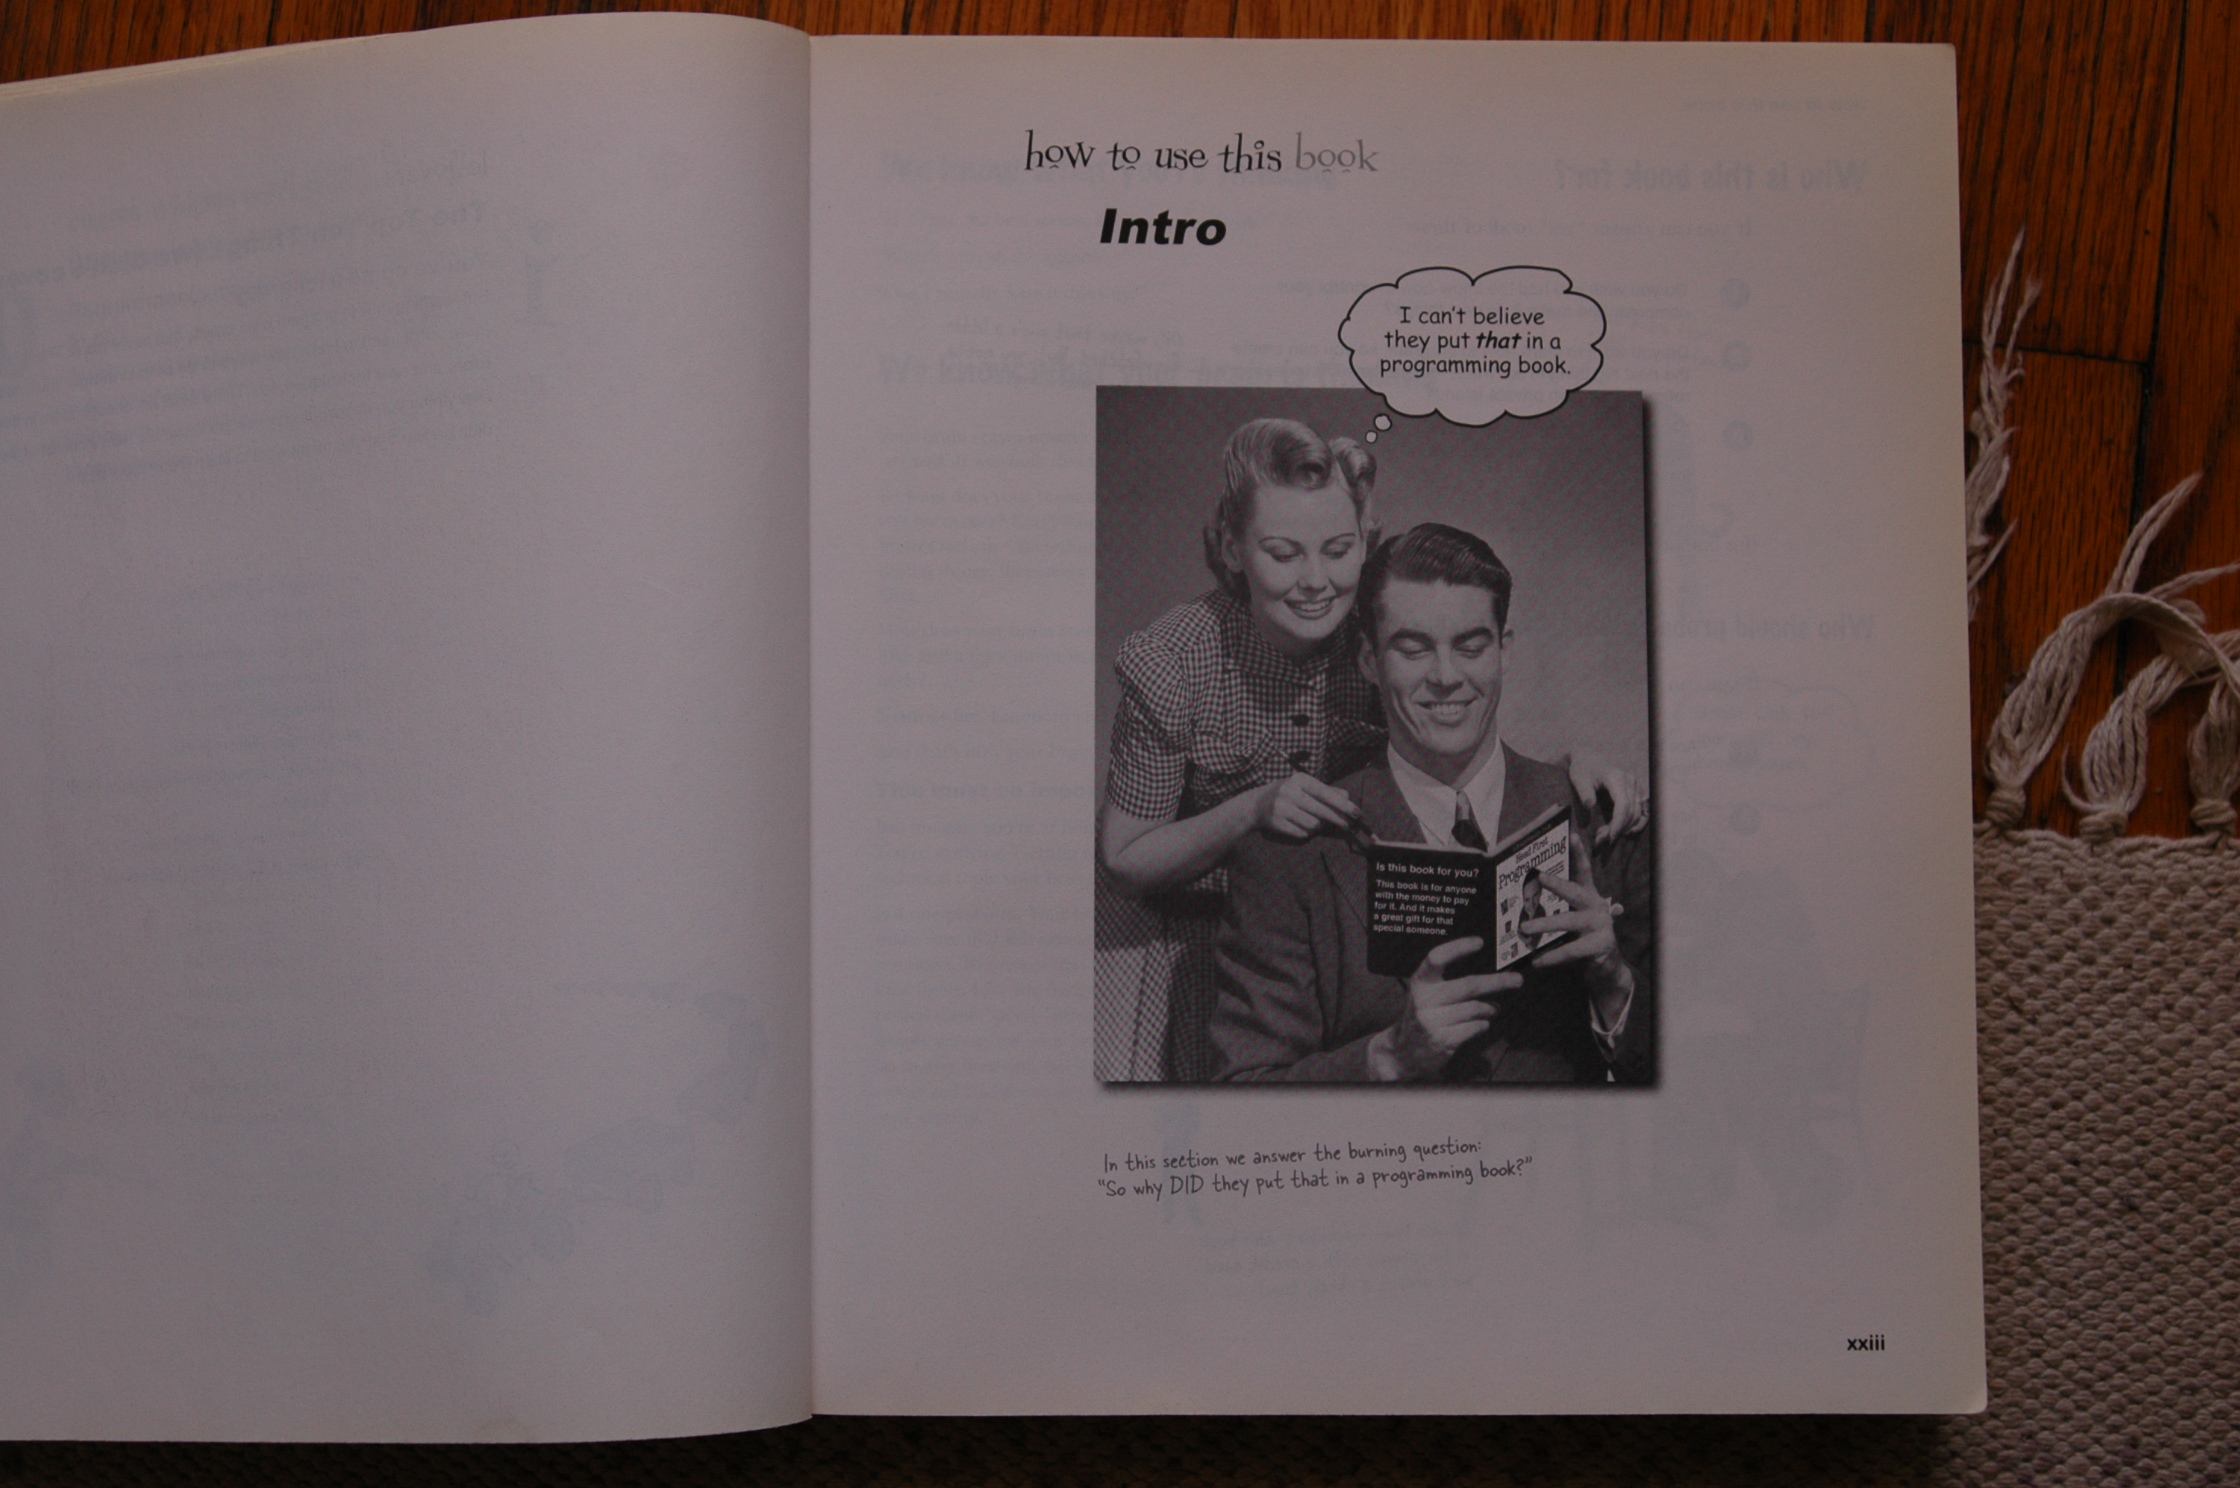 how to use this book
Intro
I can't believe
they put that in a
programming book.
Is this book for you?
This book is for anyone
with the money to pay
for it. And it makes
a great gift for that
special someone.
Head First
Programming
In this section we answer the burning question:
"So why DID they put that in a programming book?"
xxiii